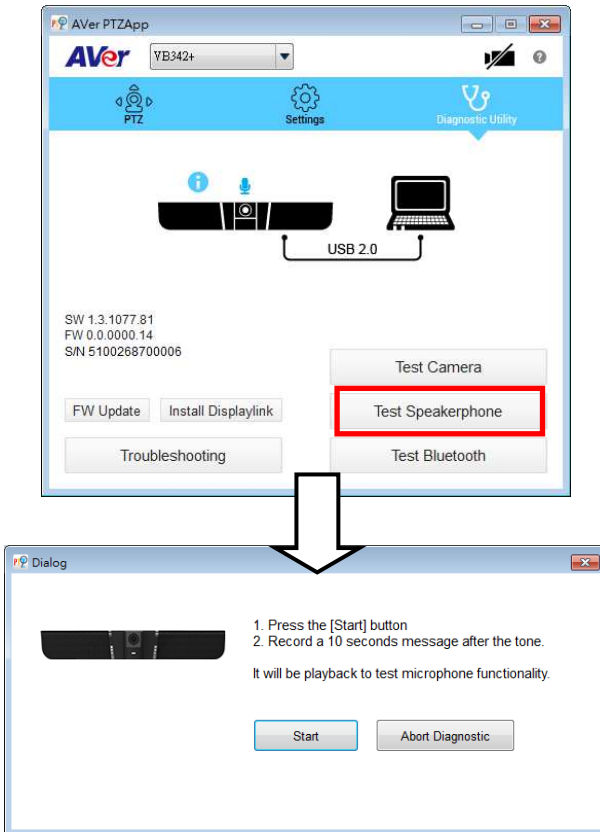 AVer PTZApp
AVer
VB342+
PTZ
Settings
Diagnostic Utility
USB 2.0
SW 1.3.1077.81
FW 0.0.0000.14
S/N 5100268700006
Test Camera
FW Update
Install Displaylink
Test Speakerphone
Troubleshooting
Test Bluetooth
Dialog
1. Press the [Start] button
2. Record a 10 seconds message after the tone.
It will be playback to test microphone functionality.
Start
Abort Diagnostic